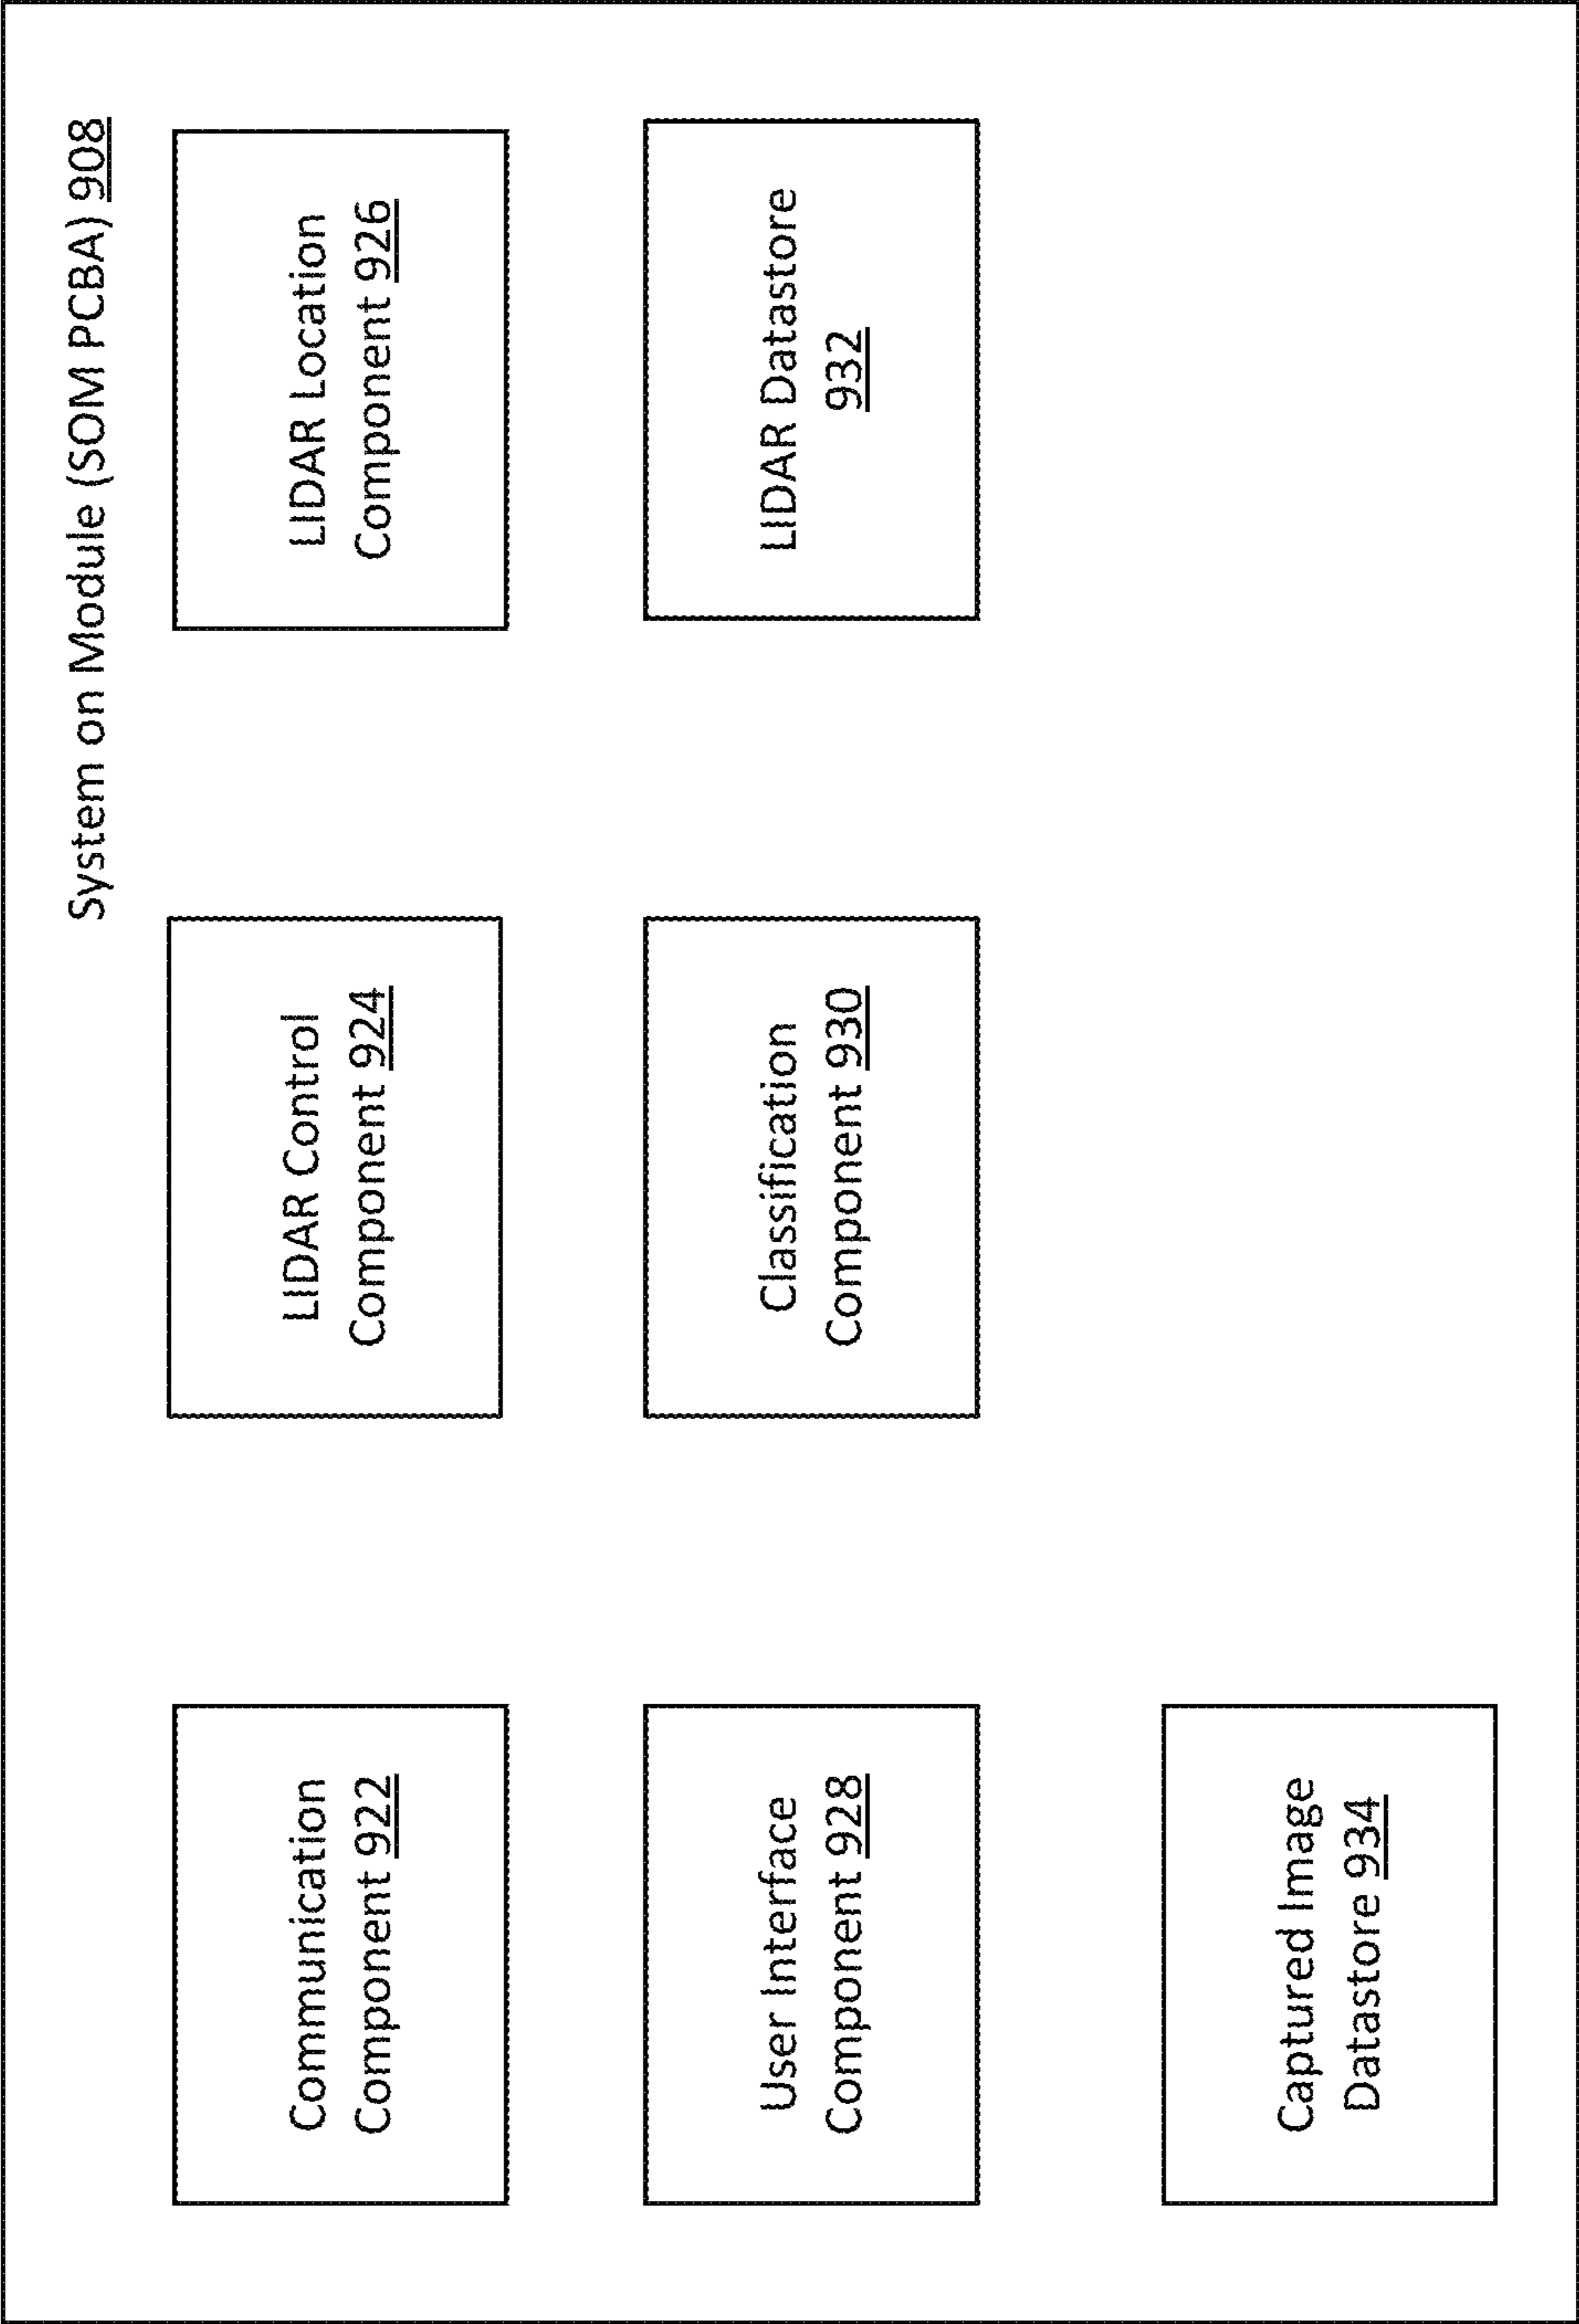 System on Module (SOM PCBA) 908
Communication
Component 922
LIDAR Control
Component 924
LIDAR Location
Component 926
User Interface
Component 928
Classification
Component 930
LIDAR Datastore
932
Captured Image
Datastore 934